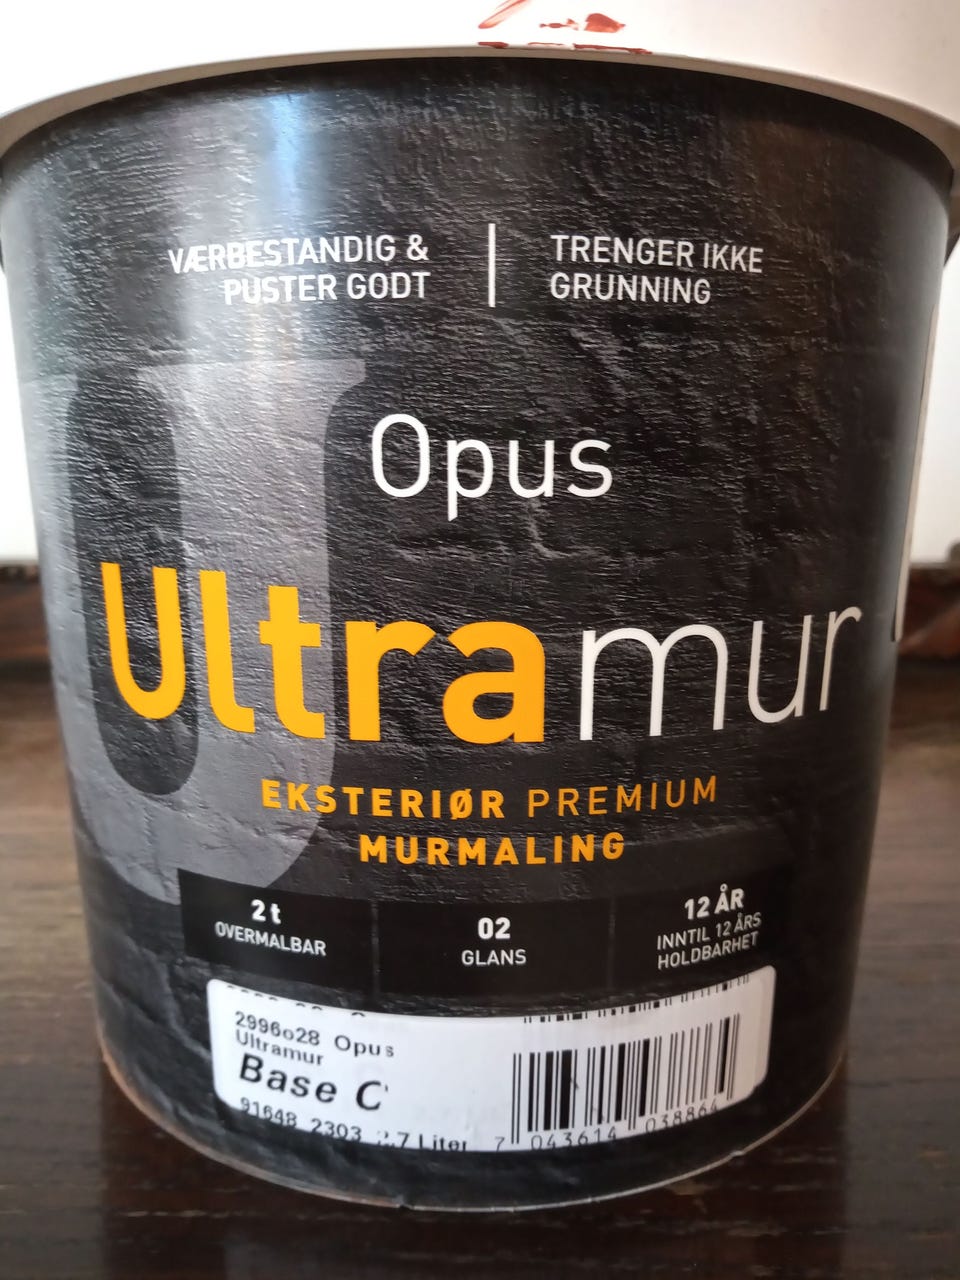 VÆRBESTANDIG &
PUSTER GODT
TRENGER IKKE
GRUNNING
Opus
Ultramur
EKSTERIØR PREMIUM
MURMALING
2 t
OVERMALBAR
02
GLANS
12 ÅR
INNTIL 12 ÅRS
HOLDBARHET
2996o28 Opus
Ultramur
Base C
91648 2303 2,7 Liter
7 043614 038864